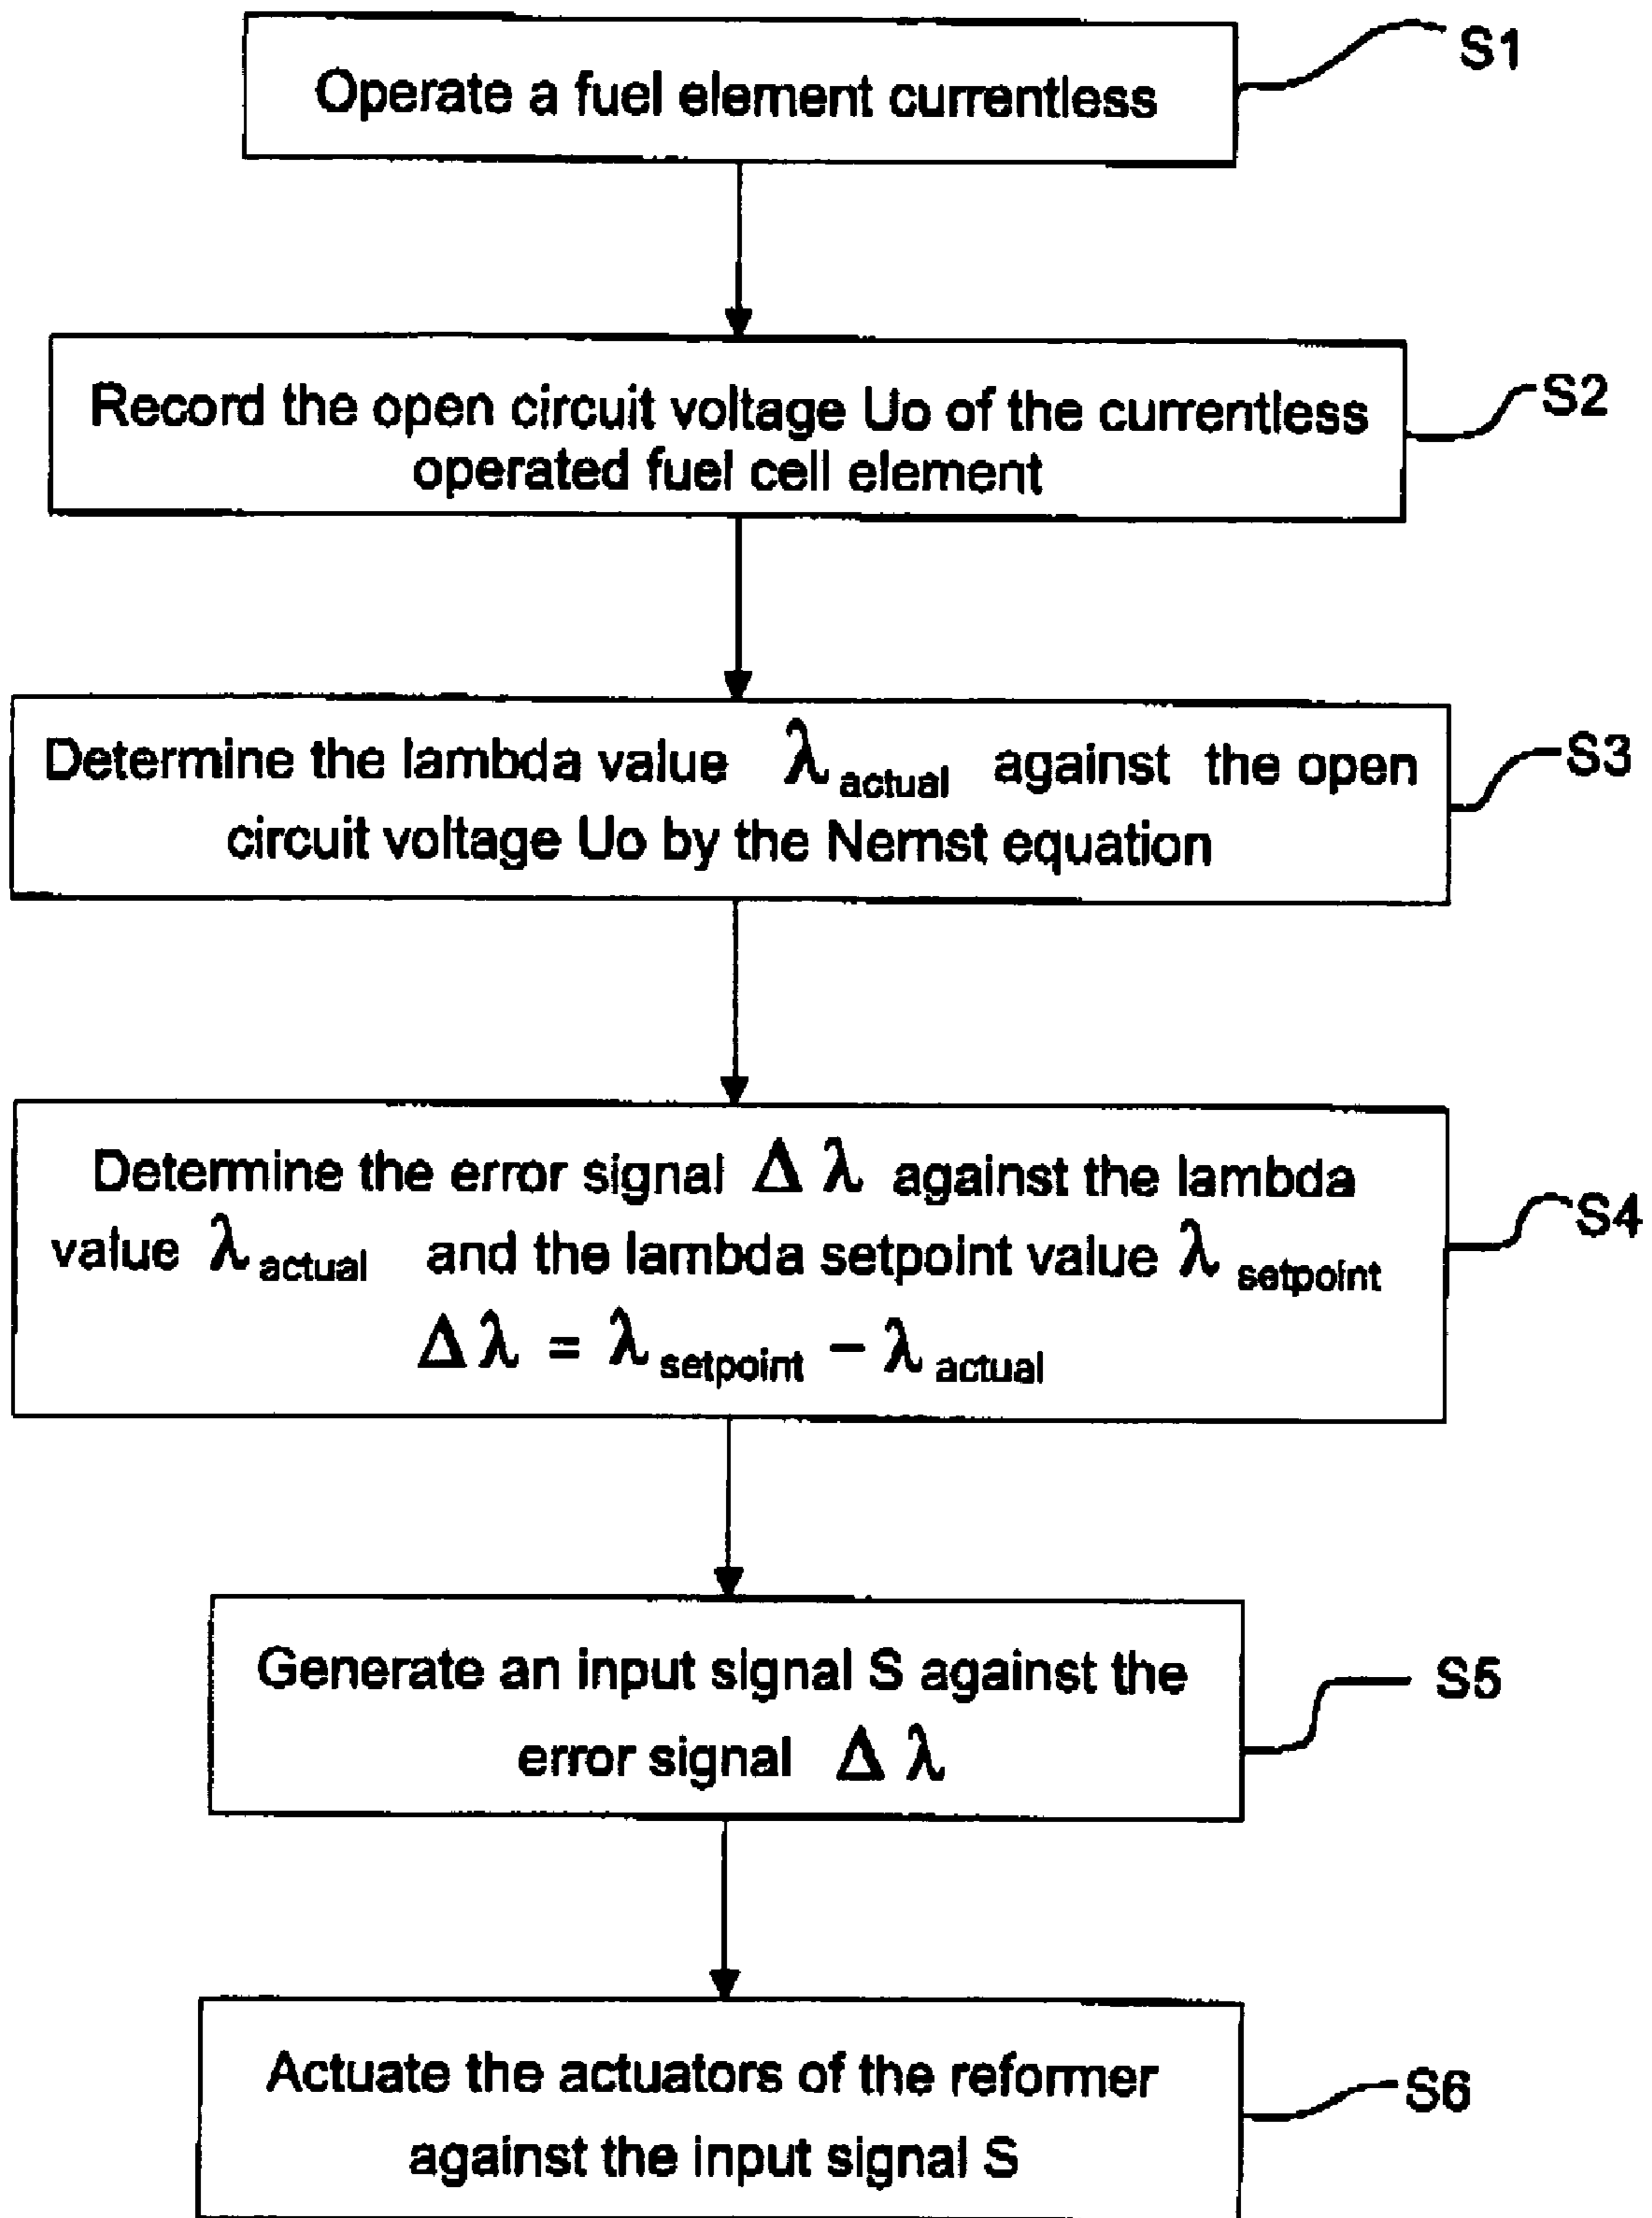 Operate a fuel element currentless
S1
Record the open circuit voltage Uo of the currentless
operated fuel cell element
S2
Determine the lambda value λ actual against the open
circuit voltage Uo by the Nernst equation
S3
Determine the error signal Δ λ against the lambda
value λ actual and the lambda setpoint value λ setpoint
Δ λ = λ setpoint − λ actual
S4
Generate an input signal S against the
error signal Δ λ
S5
Actuate the actuators of the reformer
against the input signal S
S6